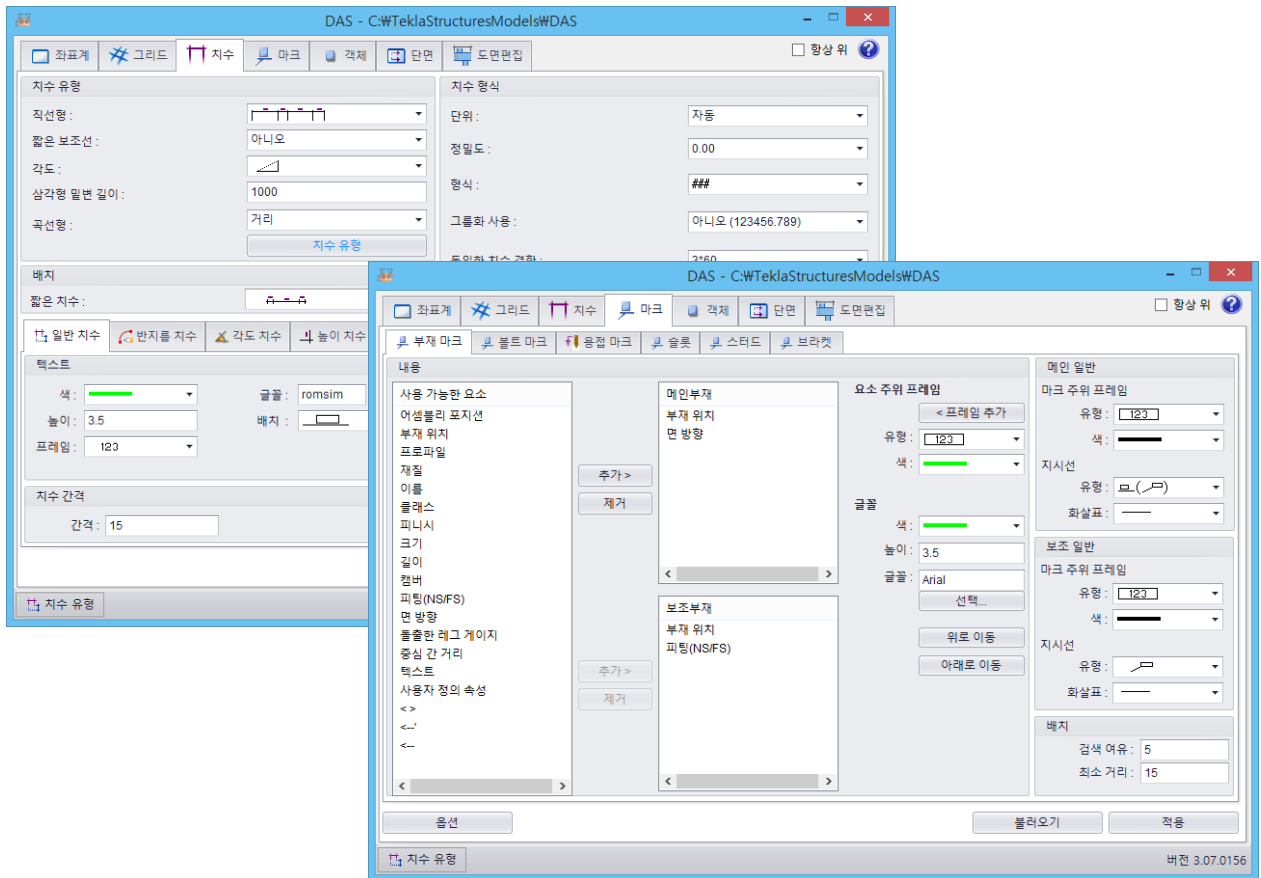 DAS - C:₩TeklaStructuresModels₩DAS
좌표계 그리드 치수 마크 객체 단면 도면편집 항상 위
치수 유형
직선형 :
짧은 보조선 : 아니오
각도 :
삼각형 밑변 길이 : 1000
곡선형 : 거리
치수 유형
치수 형식
단위 : 자동
정밀도 : 0.00
형식 : ###
그룹화 사용 : 아니오 (123456.789)
배치
짧은 치수 :
일반 치수 반지름 치수 각도 치수 높이 치수
텍스트
색 : 글꼴 : romsim
높이 : 3.5 배치 :
프레임 : 123
치수 간격
간격 : 15
치수 유형
DAS - C:₩TeklaStructuresModels₩DAS
좌표계 그리드 치수 마크 객체 단면 도면편집 항상 위
부재 마크 볼트 마크 용접 마크 슬롯 스터드 브라켓
내용
사용 가능한 요소
어셈블리 포지션
부재 위치
프로파일
재질
이름
클래스
피니시
크기
길이
캠버
피팅(NS/FS)
면 방향
돌출한 레그 게이지
중심 간 거리
텍스트
사용자 정의 속성
< >
<--'
<--
추가 >
제거
추가 >
제거
메인부재
부재 위치
면 방향
보조부재
부재 위치
피팅(NS/FS)
요소 주위 프레임
< 프레임 추가
유형 : 123
색 :
글꼴
색 :
높이 : 3.5
글꼴 : Arial
선택...
위로 이동
아래로 이동
메인 일반
마크 주위 프레임
유형 : 123
색 :
지시선
유형 :
화살표 :
보조 일반
마크 주위 프레임
유형 : 123
색 :
지시선
유형 :
화살표 :
배치
검색 여유 : 5
최소 거리 : 15
옵션 불러오기 적용
치수 유형 버전 3.07.0156